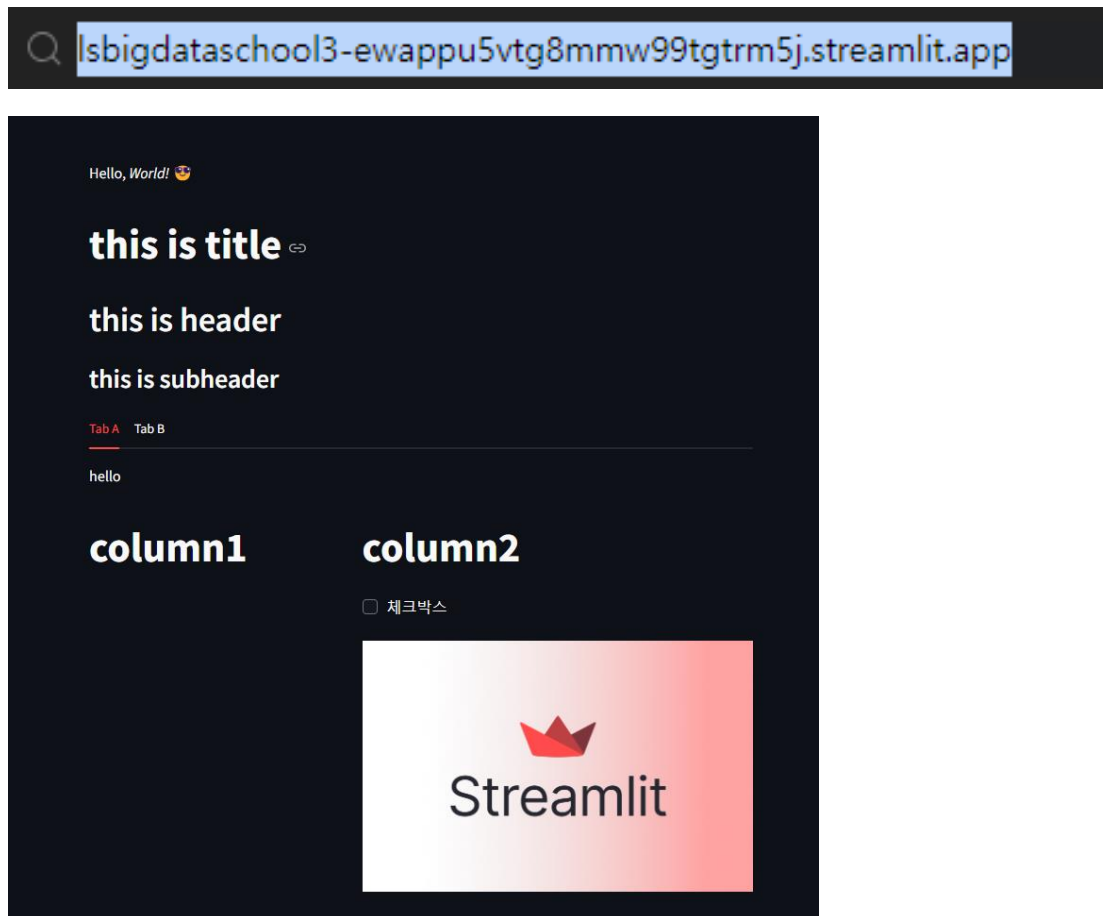 lsbigdataschool3-ewappu5vtg8mmw99tgtrm5j.streamlit.app
Hello, World! 😎
this is title
this is header
this is subheader
Tab A Tab B
hello
column1 column2
체크박스
Streamlit